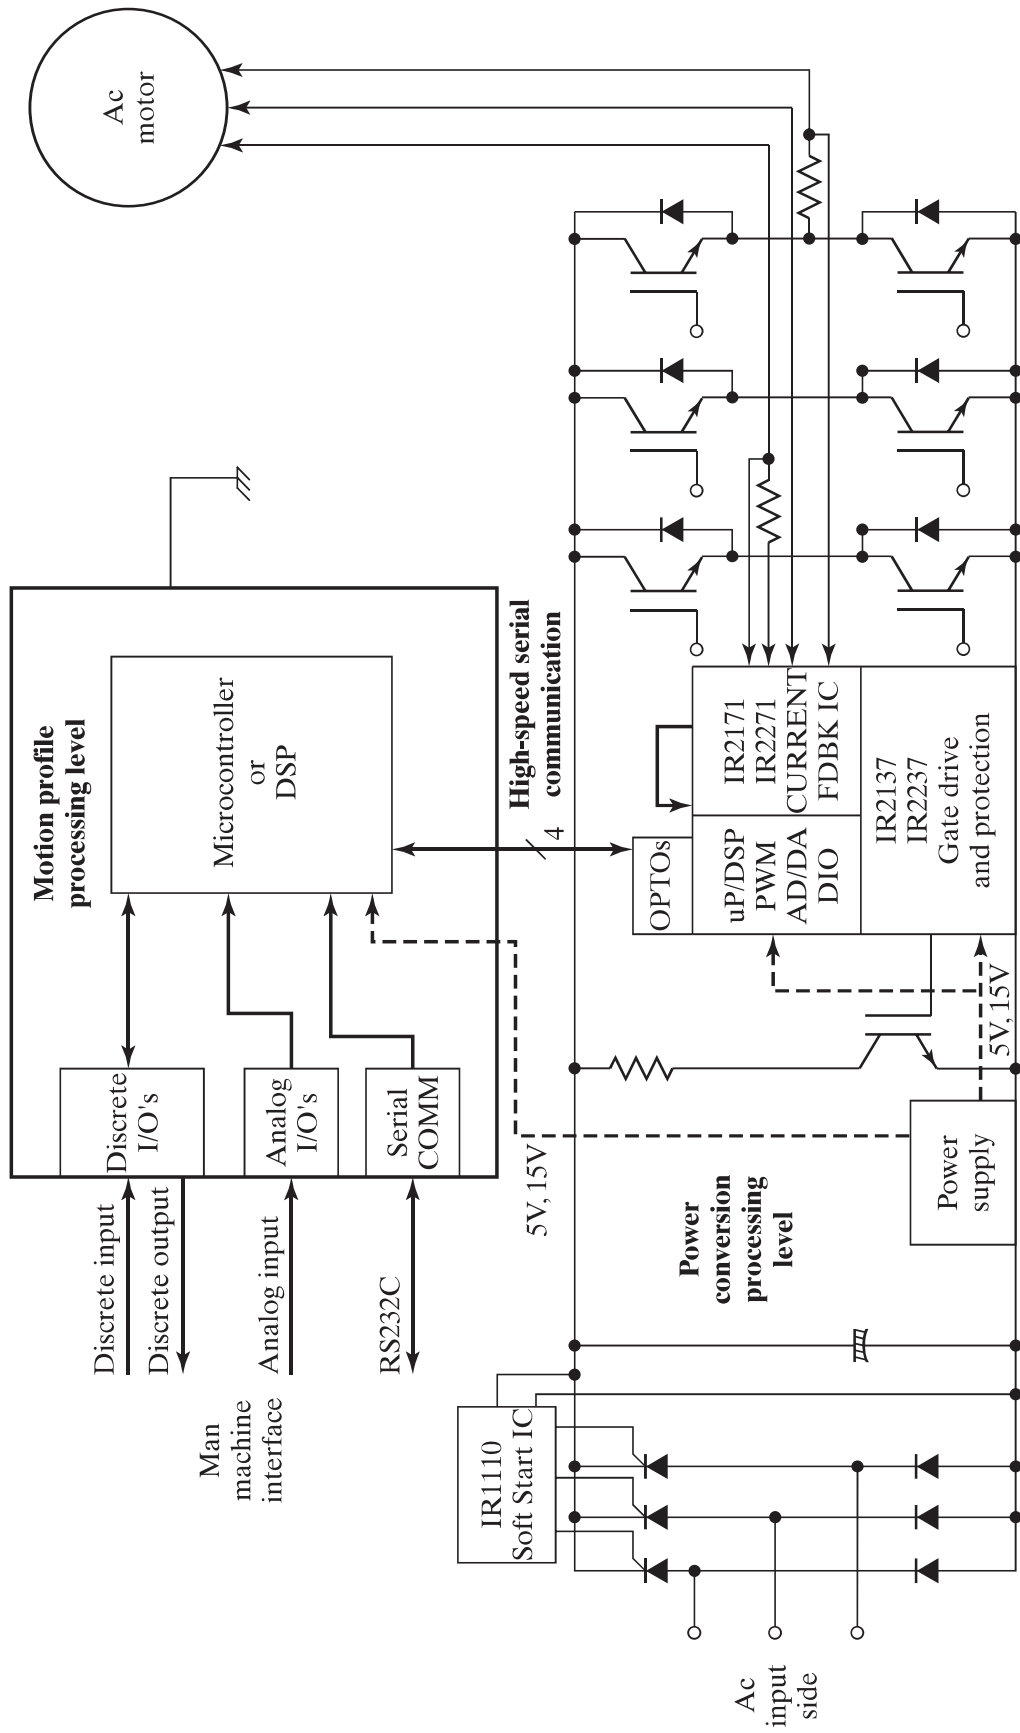 Ac
motor
Motion profile
processing level
Microcontroller
or
DSP
Discrete
I/O's
Analog
I/O's
Serial
COMM
Discrete input
Discrete output
Analog input
RS232C
Man
machine
interface
High-speed serial
communication
4
5V, 15V
Power
conversion
processing
level
IR1110
Soft Start IC
Ac
input
side
Power
supply
5V, 15V
OPTOs
uP/DSP
PWM
AD/DA
DIO
IR2171
IR2271
CURRENT
FDBK IC
IR2137
IR2237
Gate drive
and protection